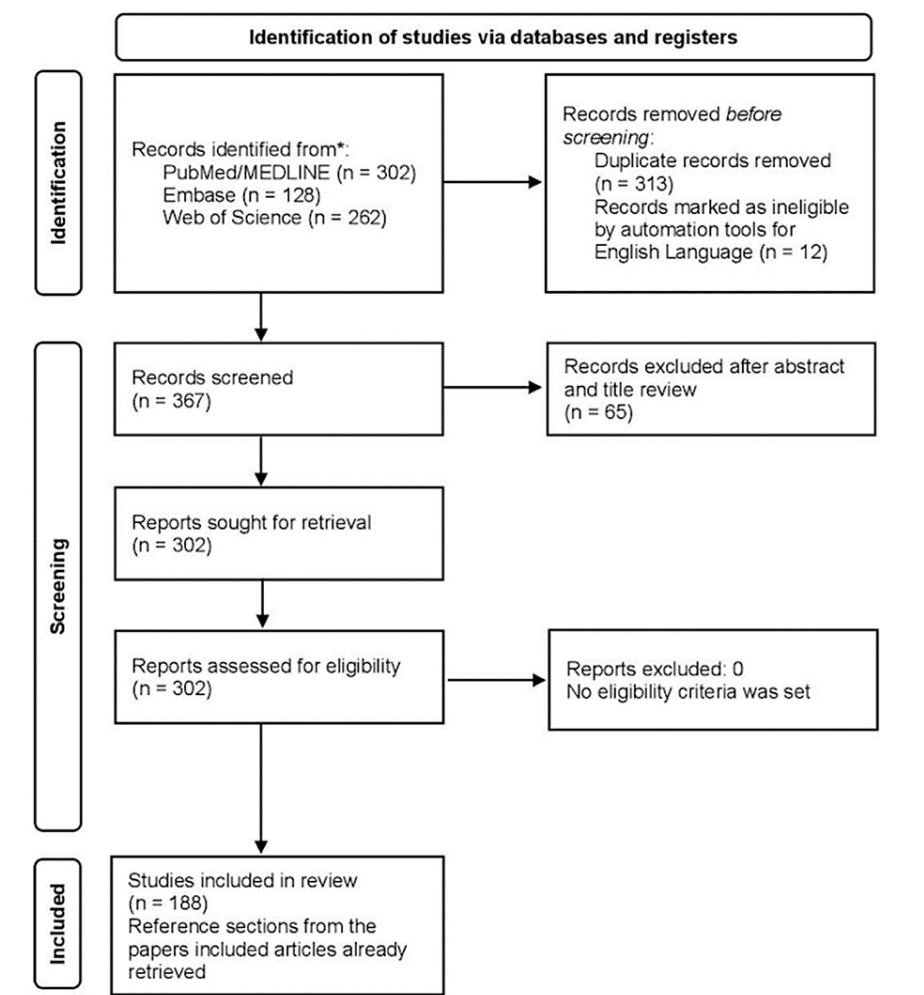 Identification of studies via databases and registers
Identification
Records identified from*:
PubMed/MEDLINE (n = 302)
Embase (n = 128)
Web of Science (n = 262)
Records removed before
screening:
Duplicate records removed
(n = 313)
Records marked as ineligible
by automation tools for
English Language (n = 12)
Screening
Records screened
(n = 367)
Records excluded after abstract
and title review
(n = 65)
Reports sought for retrieval
(n = 302)
Reports assessed for eligibility
(n = 302)
Reports excluded: 0
No eligibility criteria was set
Included
Studies included in review
(n = 188)
Reference sections from the
papers included articles already
retrieved